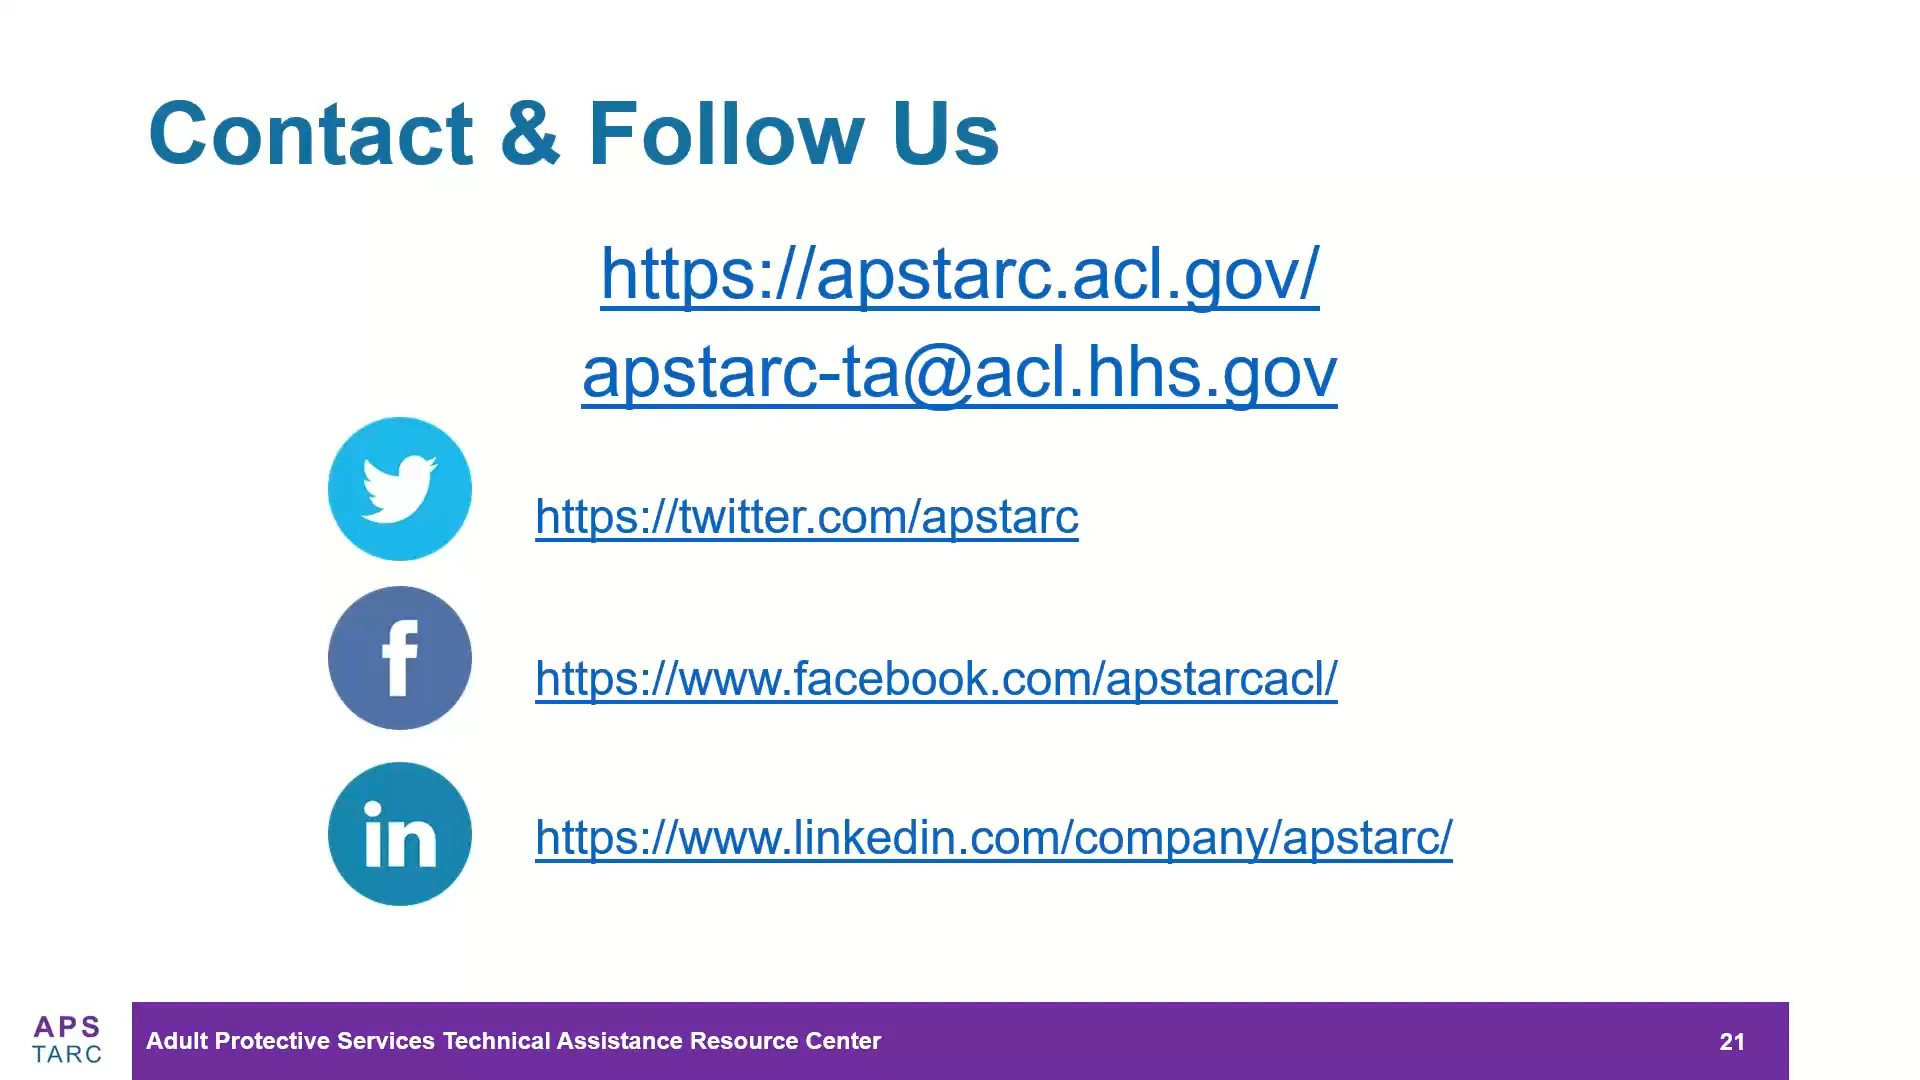 Contact & Follow Us
https://apstarc.acl.gov/
apstarc-ta@acl.hhs.gov
https://twitter.com/apstarc
f
https://www.facebook.com/apstarcacl/
in
https://www.linkedin.com/company/apstarc/
APS
TARC
Adult Protective Services Technical Assistance Resource Center
21